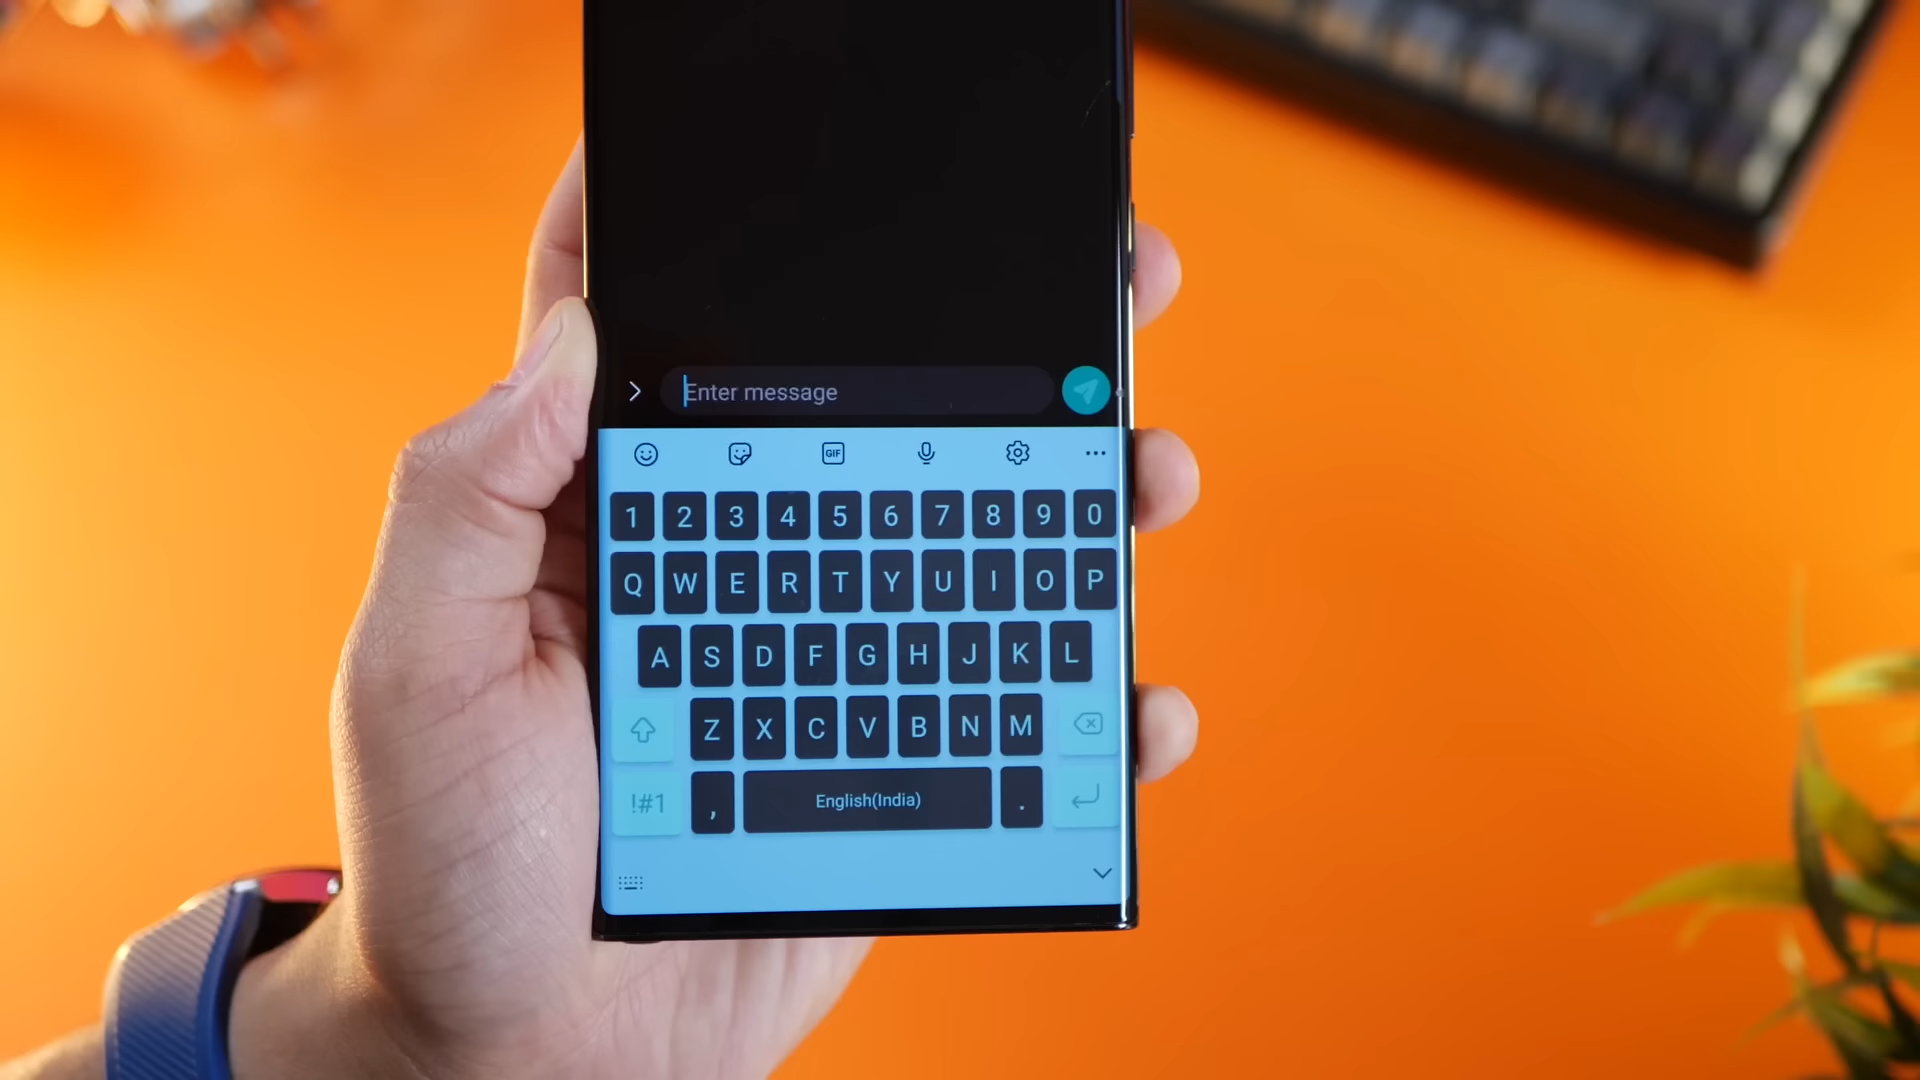 Enter message
GIF
1 2 3 4 5 6 7 8 9 0
Q W E R T Y U I O P
A S D F G H J K L
Z X C V B N M
!#1 , English(India) .